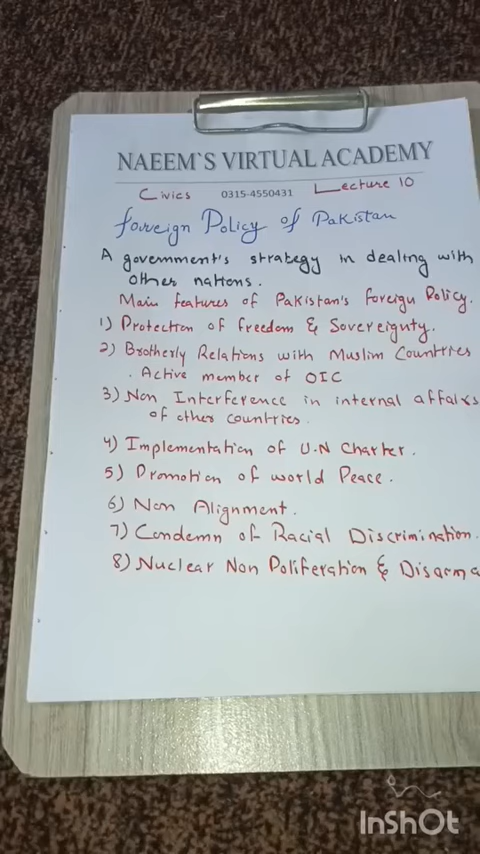 NAEEM`S VIRTUAL ACADEMY
Civics 0315-4550431 Lecture 10
foreign Policy of Pakistan
A government's strategy in dealing with
other nations.
Main features of Pakistan's foreign Policy.
1) Protection of freedom & Sovereignty.
2) Brotherly Relations with Muslim Countries
. Active member of OIC
3) Non Interference in internal affairs
of other countries.
4) Implementation of U.N Charter.
5) Promotion of world Peace.
6) Non Alignment.
7) Condemn of Racial Discrimination.
8) Nuclear Non Poliferation & Disarma
InShOt